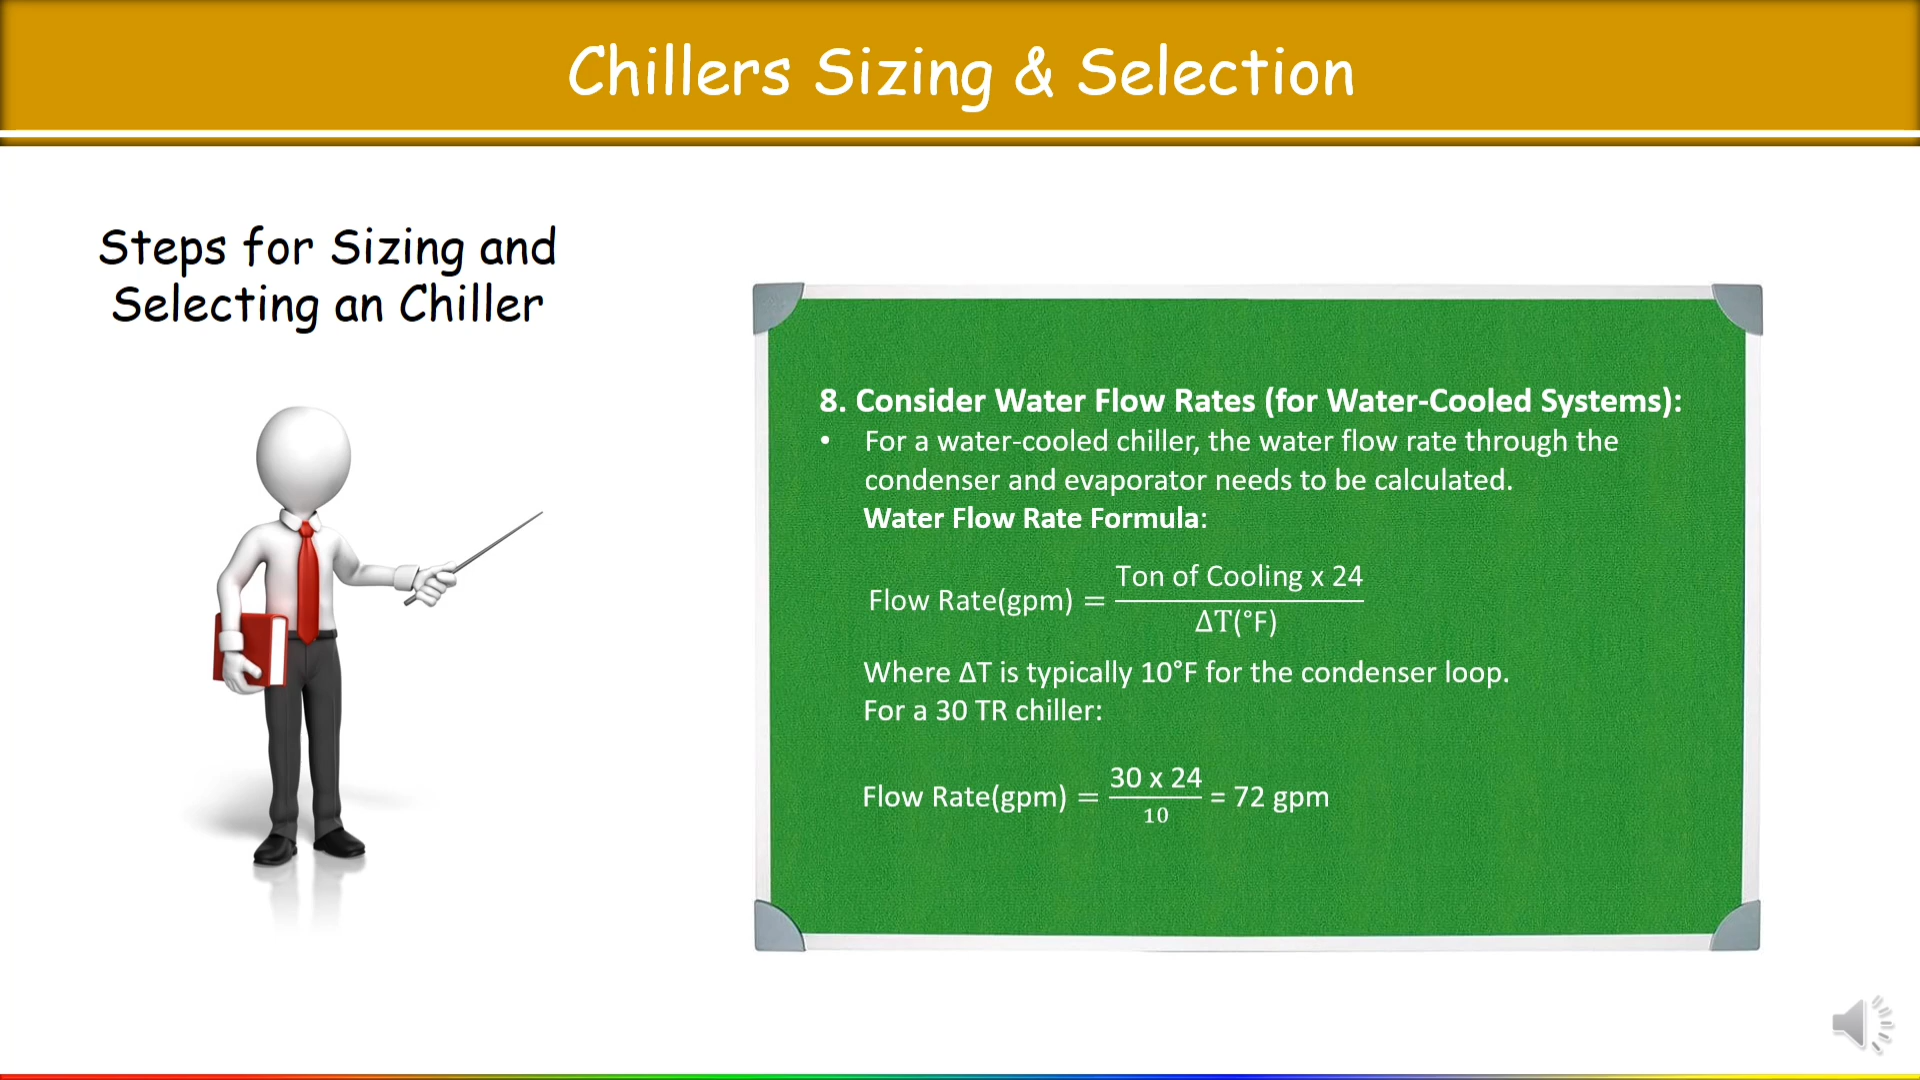 Chillers Sizing & Selection
Steps for Sizing and
Selecting an Chiller
8. Consider Water Flow Rates (for Water-Cooled Systems):
• For a water-cooled chiller, the water flow rate through the
condenser and evaporator needs to be calculated.
Water Flow Rate Formula:
Flow Rate(gpm) = Ton of Cooling x 24 / ΔT(°F)
Where ΔT is typically 10°F for the condenser loop.
For a 30 TR chiller:
Flow Rate(gpm) = 30 x 24 / 10 = 72 gpm